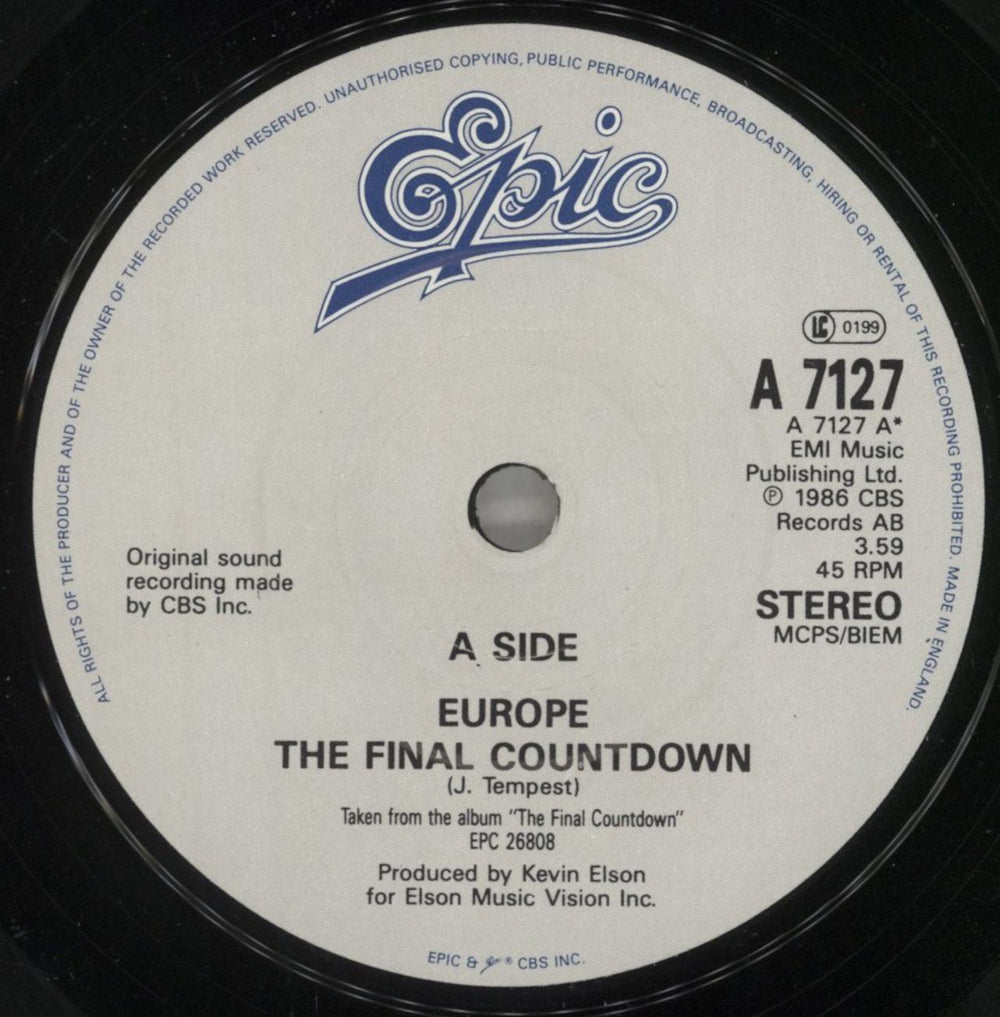 ALL RIGHTS OF THE PRODUCER AND OF THE OWNER OF THE RECORDED WORK RESERVED. UNAUTHORISED COPYING, PUBLIC PERFORMANCE, BROADCASTING, HIRING OR RENTAL OF THIS RECORDING PROHIBITED. MADE IN ENGLAND.
Epic
LC 0199
A 7127
A 7127 A*
EMI Music
Publishing Ltd.
℗ 1986 CBS
Records AB
3.59
45 RPM
STEREO
MCPS/BIEM
Original sound
recording made
by CBS Inc.
A SIDE
EUROPE
THE FINAL COUNTDOWN
(J. Tempest)
Taken from the album "The Final Countdown"
EPC 26808
Produced by Kevin Elson
for Elson Music Vision Inc.
EPIC & ® CBS INC.